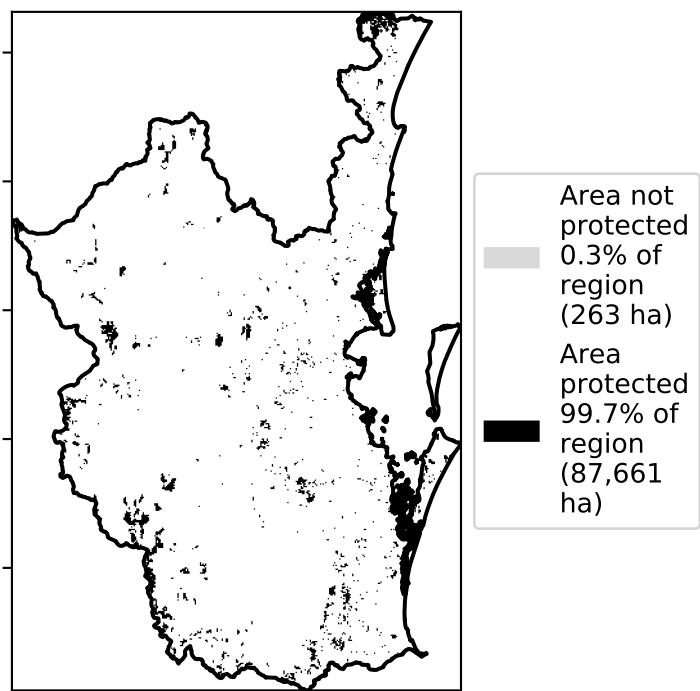 Area not
protected
0.3% of
region
(263 ha)
Area
protected
99.7% of
region
(87,661
ha)